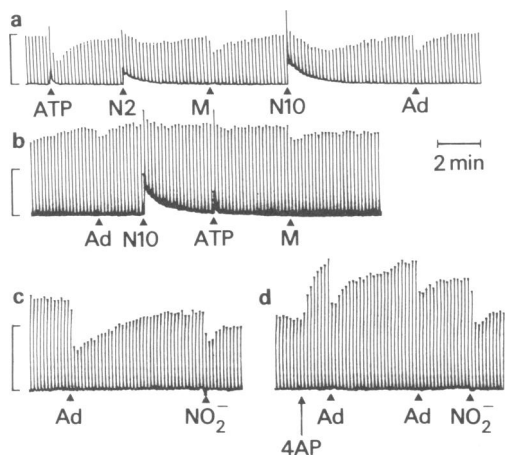 a
ATP N2 M N10 Ad
b
2 min
Ad N10 ATP M
c d
Ad NO₂⁻ Ad Ad NO₂⁻
4AP